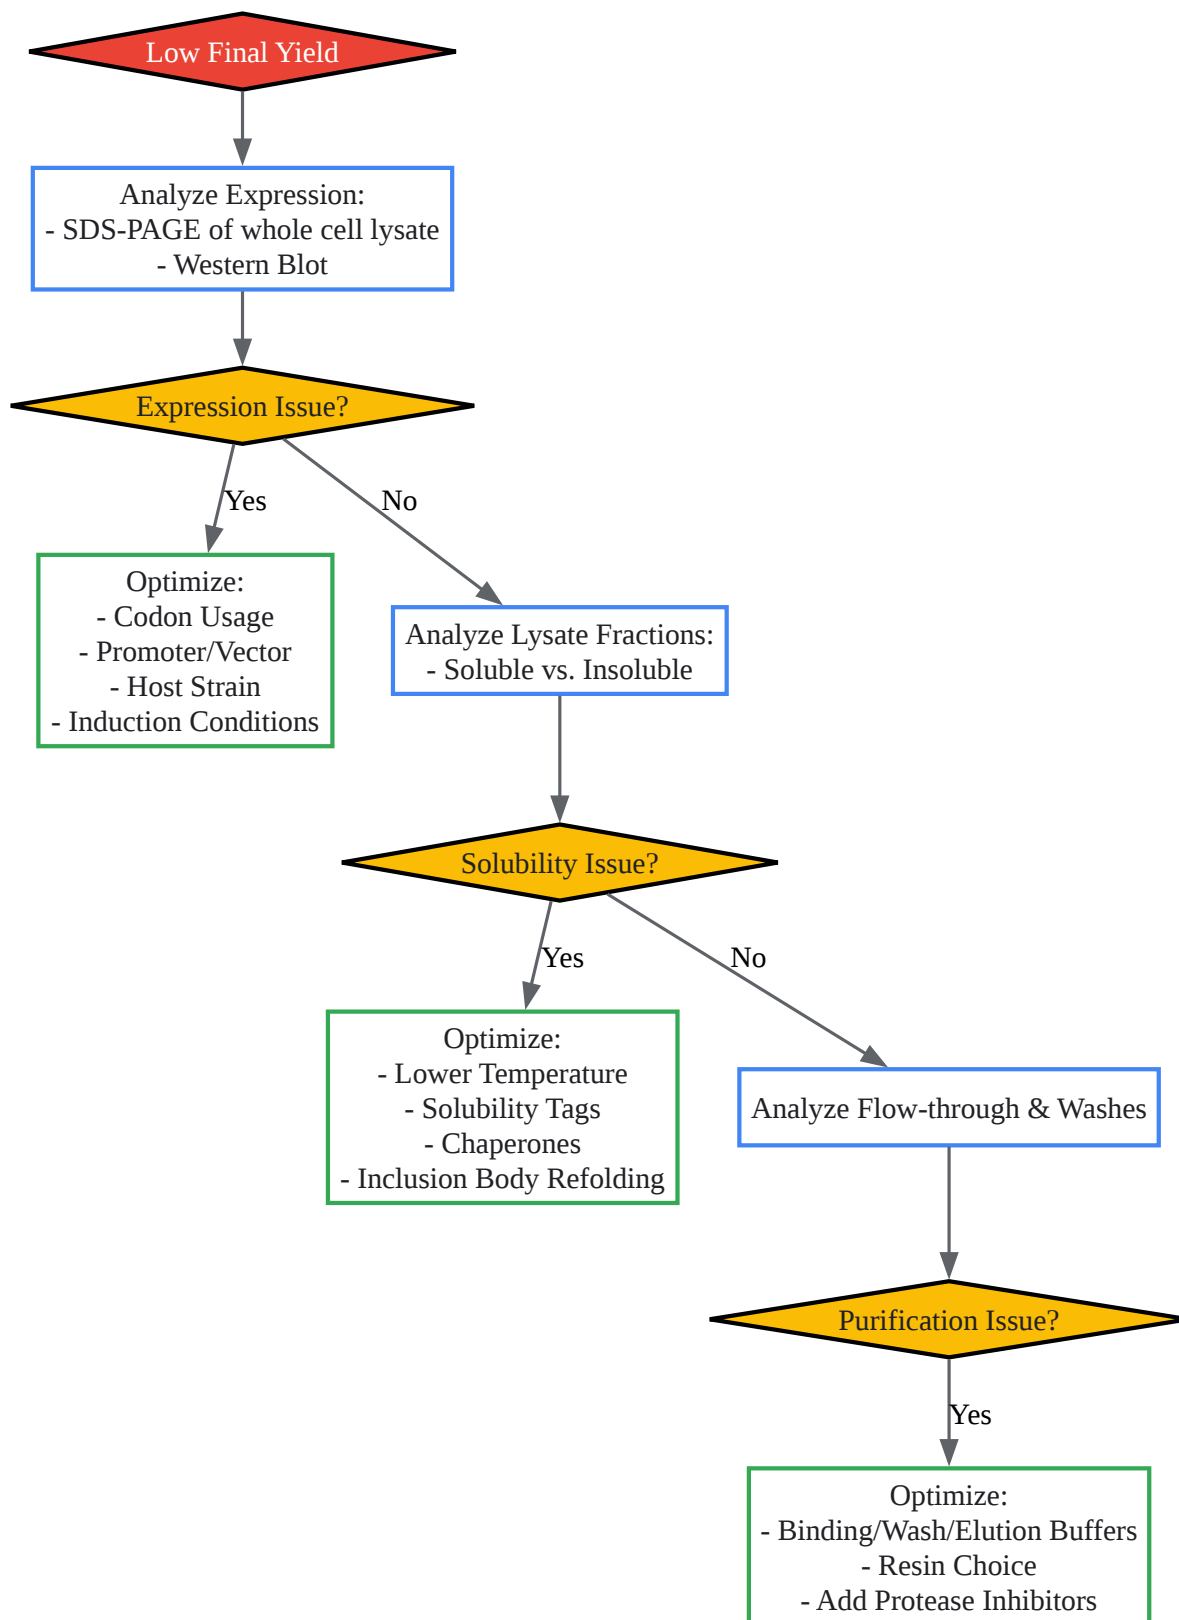 Low Final Yield
Analyze Expression:
- SDS-PAGE of whole cell lysate
- Western Blot
Expression Issue?
Yes
No
Optimize:
- Codon Usage
- Promoter/Vector
- Host Strain
- Induction Conditions
Analyze Lysate Fractions:
- Soluble vs. Insoluble
Solubility Issue?
Yes
No
Optimize:
- Lower Temperature
- Solubility Tags
- Chaperones
- Inclusion Body Refolding
Analyze Flow-through & Washes
Purification Issue?
Yes
Optimize:
- Binding/Wash/Elution Buffers
- Resin Choice
- Add Protease Inhibitors